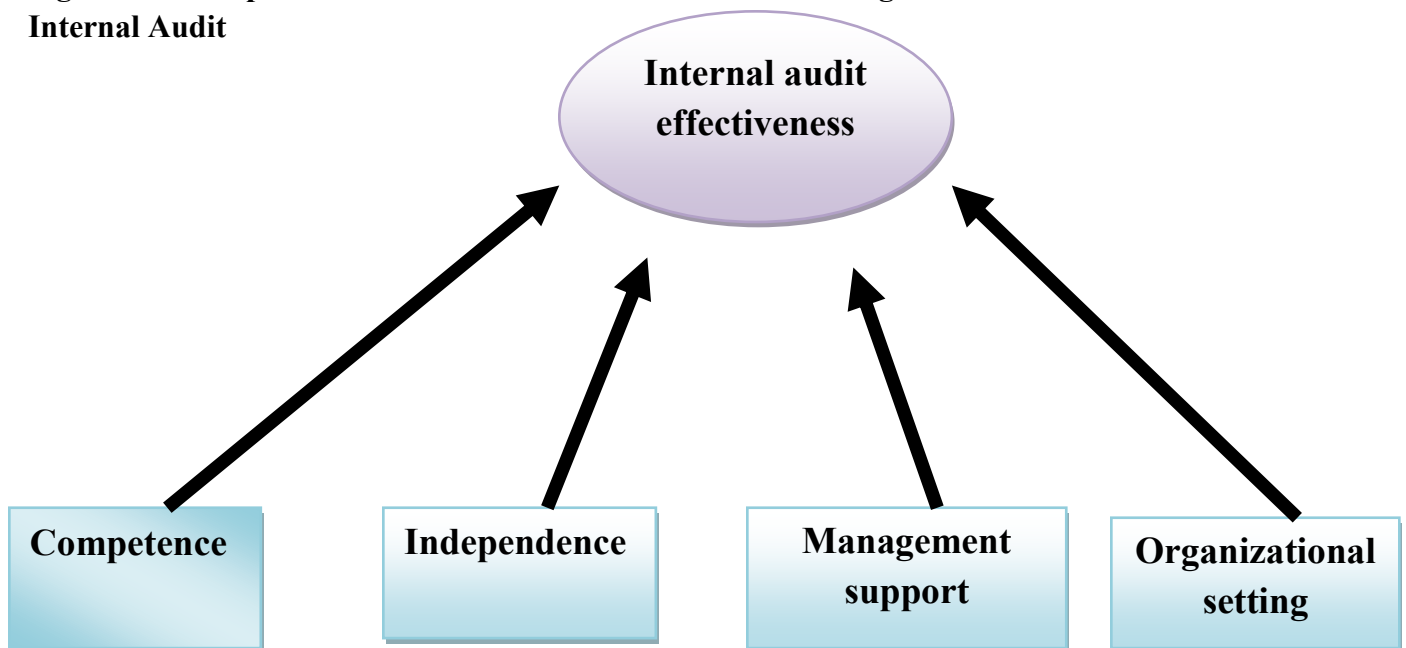 Internal Audit
Internal audit
effectiveness
Competence
Independence
Management
support
Organizational
setting